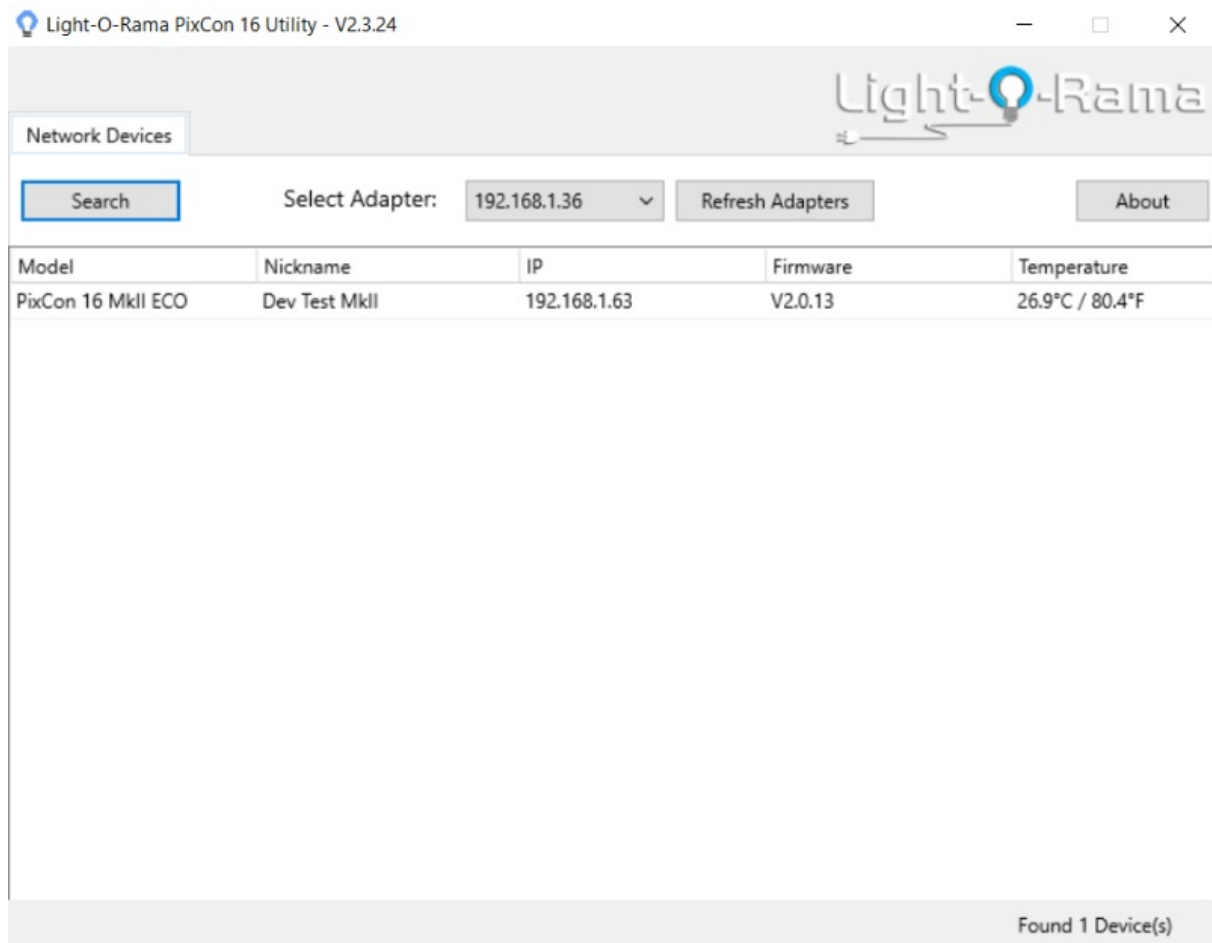 Light-O-Rama PixCon 16 Utility - V2.3.24
Light-O-Rama
Network Devices
Search Select Adapter: 192.168.1.36 Refresh Adapters About
Model Nickname IP Firmware Temperature
PixCon 16 MkII ECO Dev Test MkII 192.168.1.63 V2.0.13 26.9°C / 80.4°F
Found 1 Device(s)